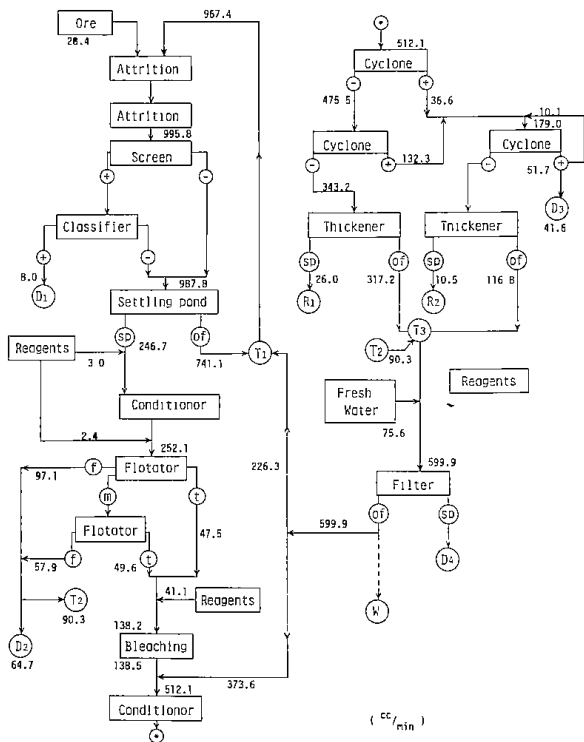 Ore
28.4
967.4
Attrition
Attrition
995.8
Screen
+
-
Classifier
+
-
8.0
D1
987.8
Settling pond
sp
of
246.7
741.1
T1
Reagents
3.0
Conditionor
2.4
252.1
Flotator
f
97.1
m
t
Flotator
47.5
f
57.9
t
49.6
T2
90.3
41.1
Reagents
D2
64.7
138.2
Bleaching
138.5
373.6
512.1
Conditionor
226.3
512.1
Cyclone
-
+
475.5
36.6
10.1
179.0
Cyclone
-
+
132.3
Cyclone
-
+
51.7
343.2
D3
41.6
Thickener
Thickener
sp
of
sp
of
26.0
317.2
10.5
116.8
R1
R2
T3
T2
90.3
Fresh
Water
Reagents
75.6
599.9
Filter
of
sp
599.9
D4
W
( cc/min )